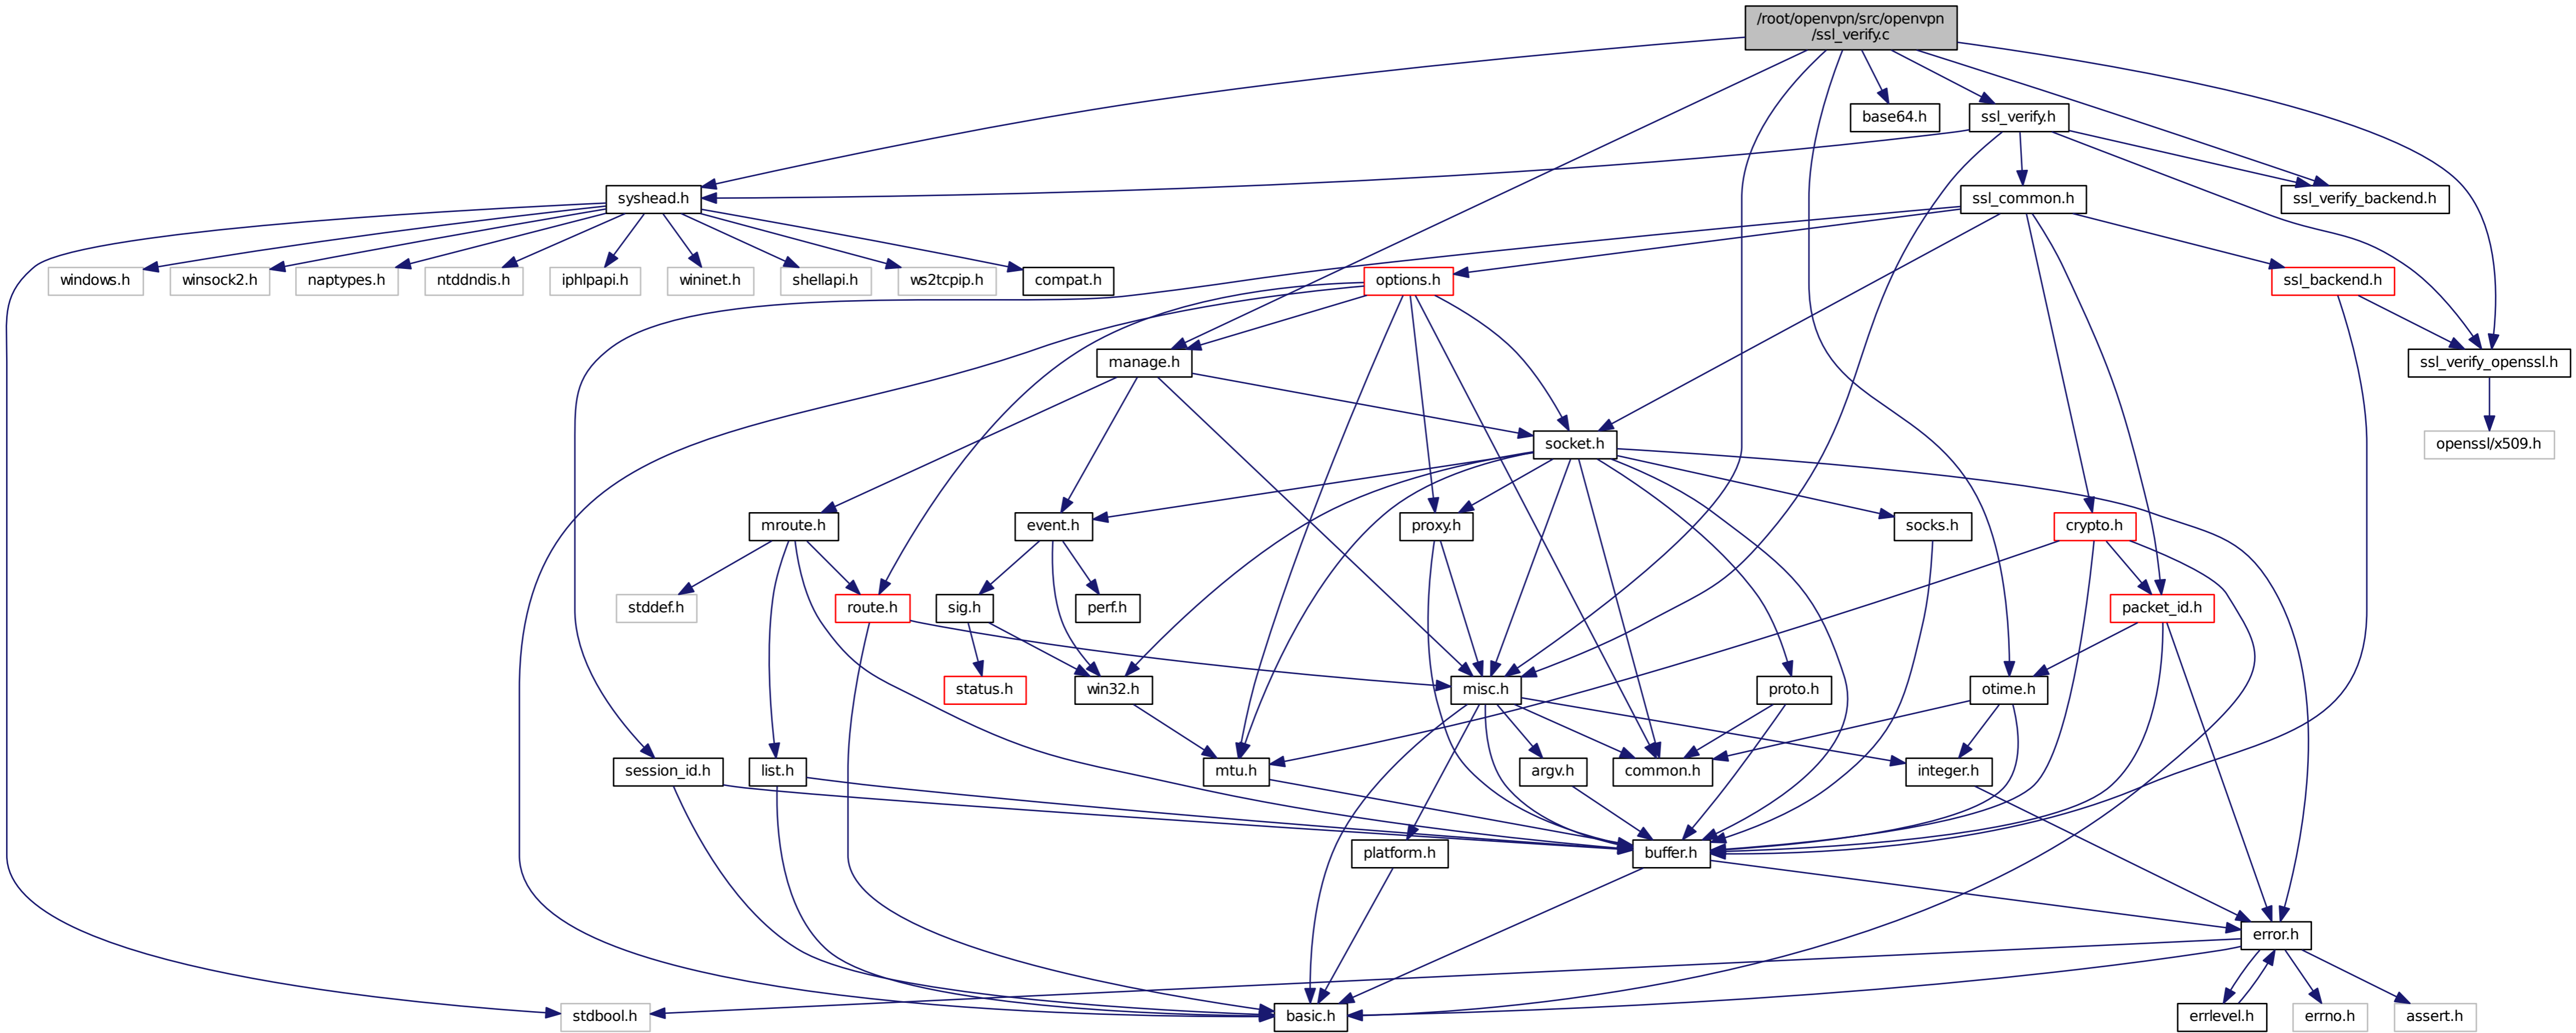 /root/openvpn/src/openvpn
/ssl_verify.c
base64.h
ssl_verify.h
syshead.h
ssl_common.h
ssl_verify_backend.h
windows.h
winsock2.h
naptypes.h
ntddndis.h
iphlpapi.h
wininet.h
shellapi.h
ws2tcpip.h
compat.h
options.h
ssl_backend.h
manage.h
ssl_verify_openssl.h
socket.h
openssl/x509.h
mroute.h
event.h
proxy.h
socks.h
crypto.h
stddef.h
route.h
sig.h
perf.h
packet_id.h
status.h
win32.h
misc.h
proto.h
otime.h
session_id.h
list.h
mtu.h
argv.h
common.h
integer.h
platform.h
buffer.h
error.h
stdbool.h
basic.h
errlevel.h
errno.h
assert.h